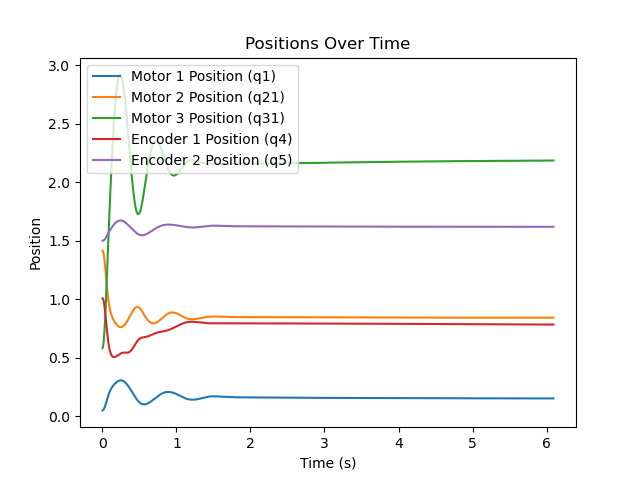 Positions Over Time
Motor 1 Position (q1)
Motor 2 Position (q21)
Motor 3 Position (q31)
Encoder 1 Position (q4)
Encoder 2 Position (q5)
3.0
2.5
2.0
1.5
1.0
0.5
0.0
Position
0 1 2 3 4 5 6
Time (s)